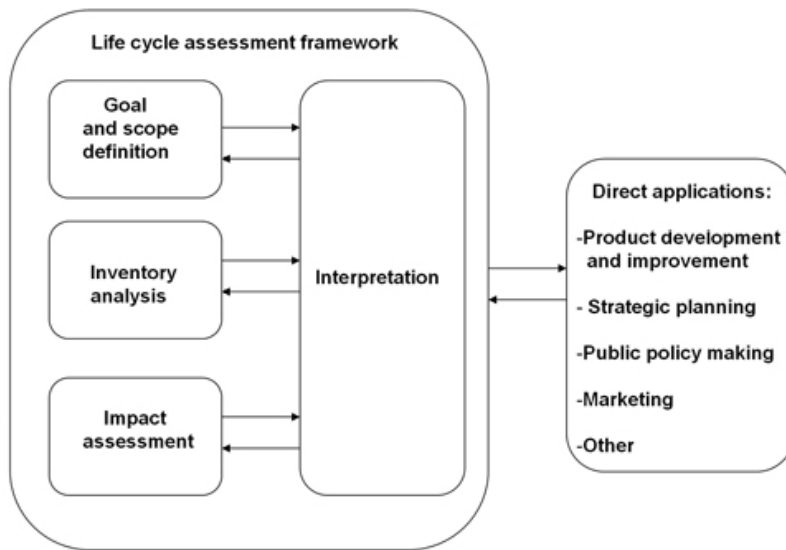 Life cycle assessment framework
Goal
and scope
definition
Inventory
analysis
Impact
assessment
Interpretation
Direct applications:
-Product development
and improvement
- Strategic planning
-Public policy making
-Marketing
-Other